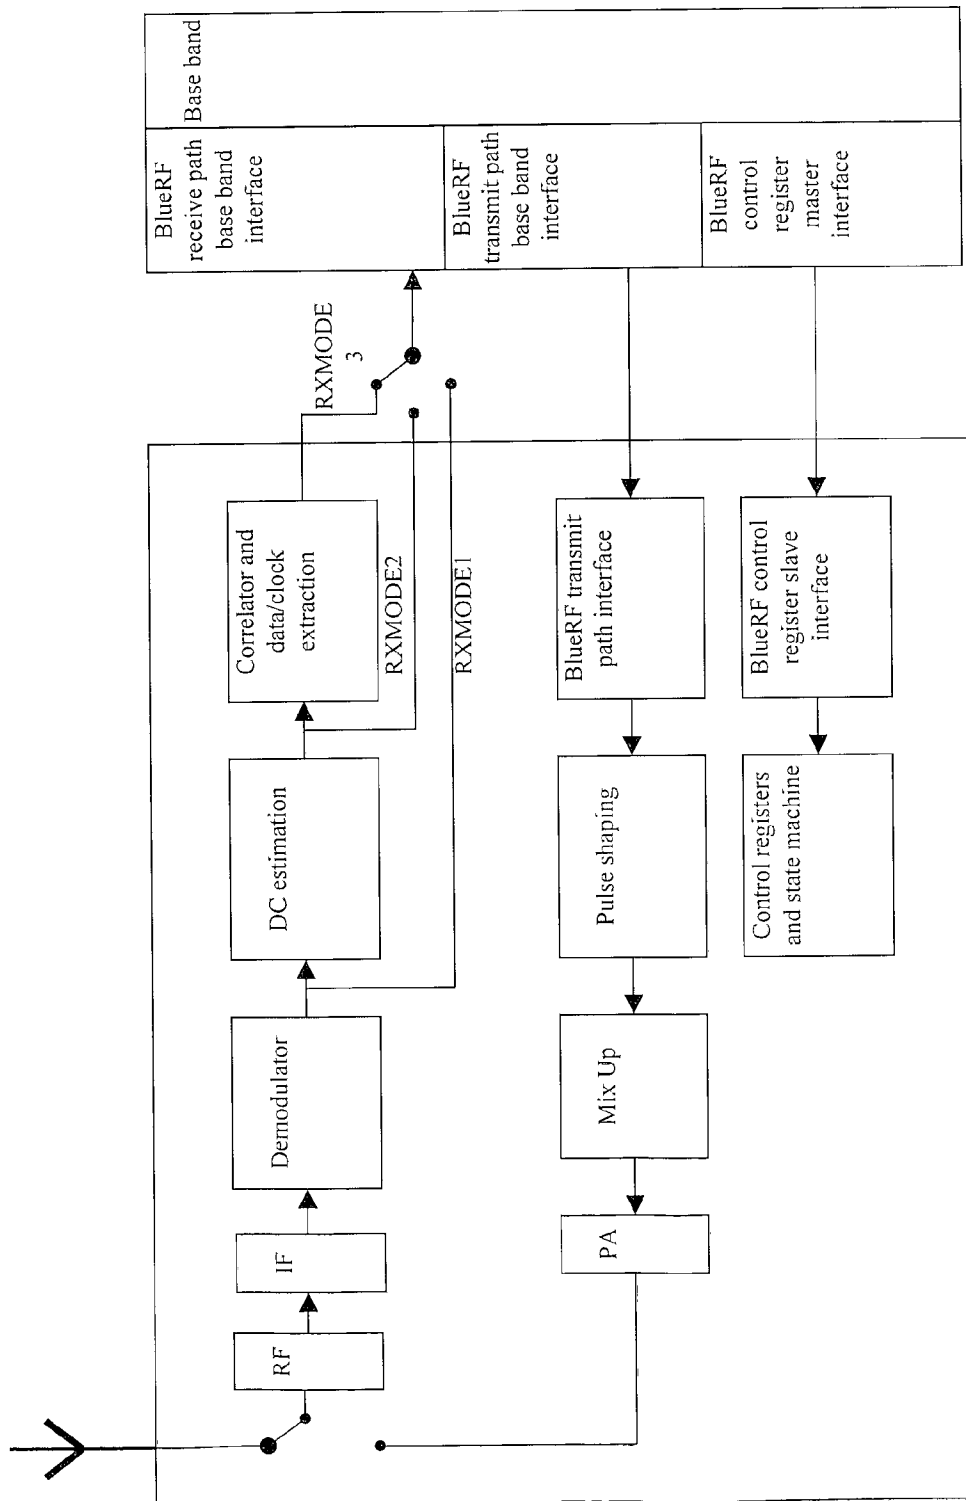 RF
IF
Demodulator
DC estimation
Correlator and
data/clock
extraction
RXMODE
3
RXMODE2
RXMODE1
BlueRF
receive path
base band
interface
Base band
PA
Mix Up
Pulse shaping
BlueRF transmit
path interface
BlueRF
transmit path
base band
interface
Control registers
and state machine
BlueRF control
register slave
interface
BlueRF
control
register
master
interface